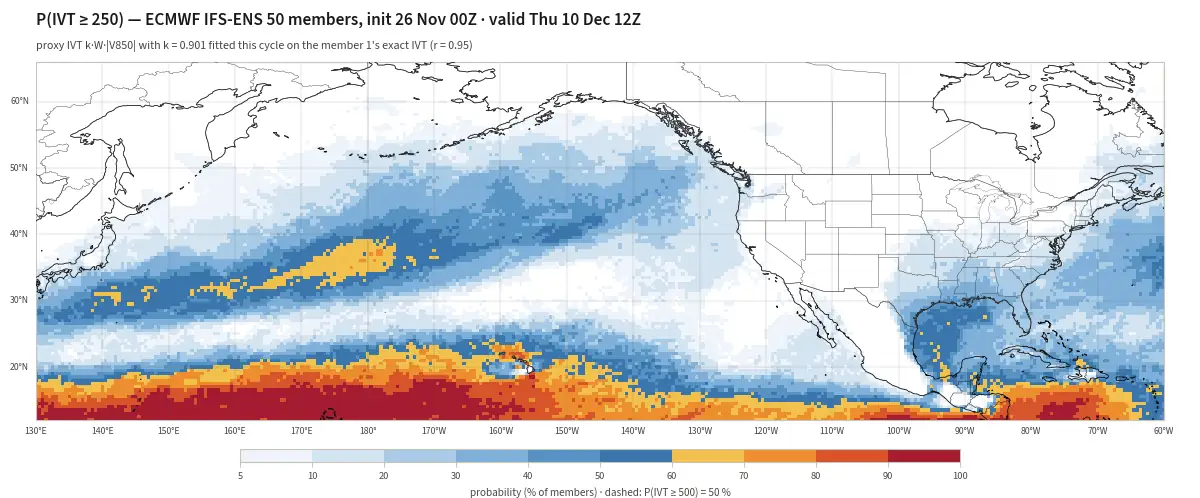 P(IVT ≥ 250) — ECMWF IFS-ENS 50 members, init 26 Nov 00Z · valid Thu 10 Dec 12Z
proxy IVT k·W·|V850| with k = 0.901 fitted this cycle on the member 1's exact IVT (r = 0.95)
60°N
50°N
40°N
30°N
20°N
130°E 140°E 150°E 160°E 170°E 180° 170°W 160°W 150°W 140°W 130°W 120°W 110°W 100°W 90°W 80°W 70°W 60°W
5 10 20 30 40 50 60 70 80 90 100
probability (% of members) · dashed: P(IVT ≥ 500) = 50 %